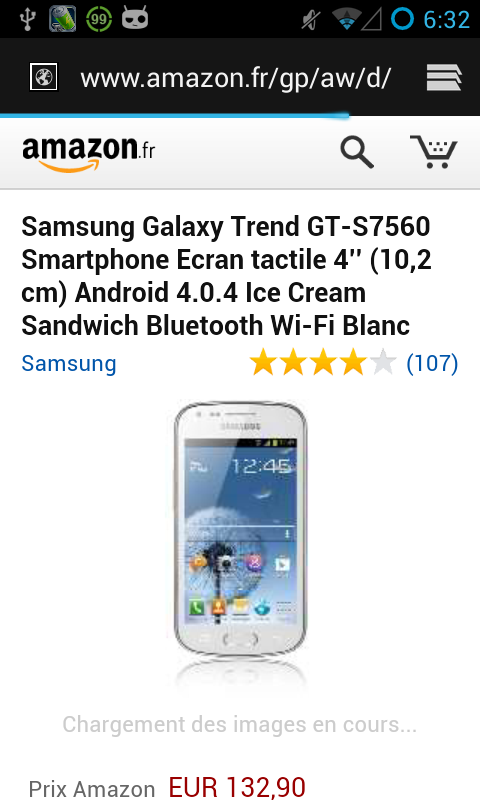 99
6:32
www.amazon.fr/gp/aw/d/
amazon.fr
Samsung Galaxy Trend GT-S7560
Smartphone Ecran tactile 4'' (10,2
cm) Android 4.0.4 Ice Cream
Sandwich Bluetooth Wi-Fi Blanc
Samsung (107)
SAMSUNG
12:45
Chargement des images en cours...
Prix Amazon EUR 132,90